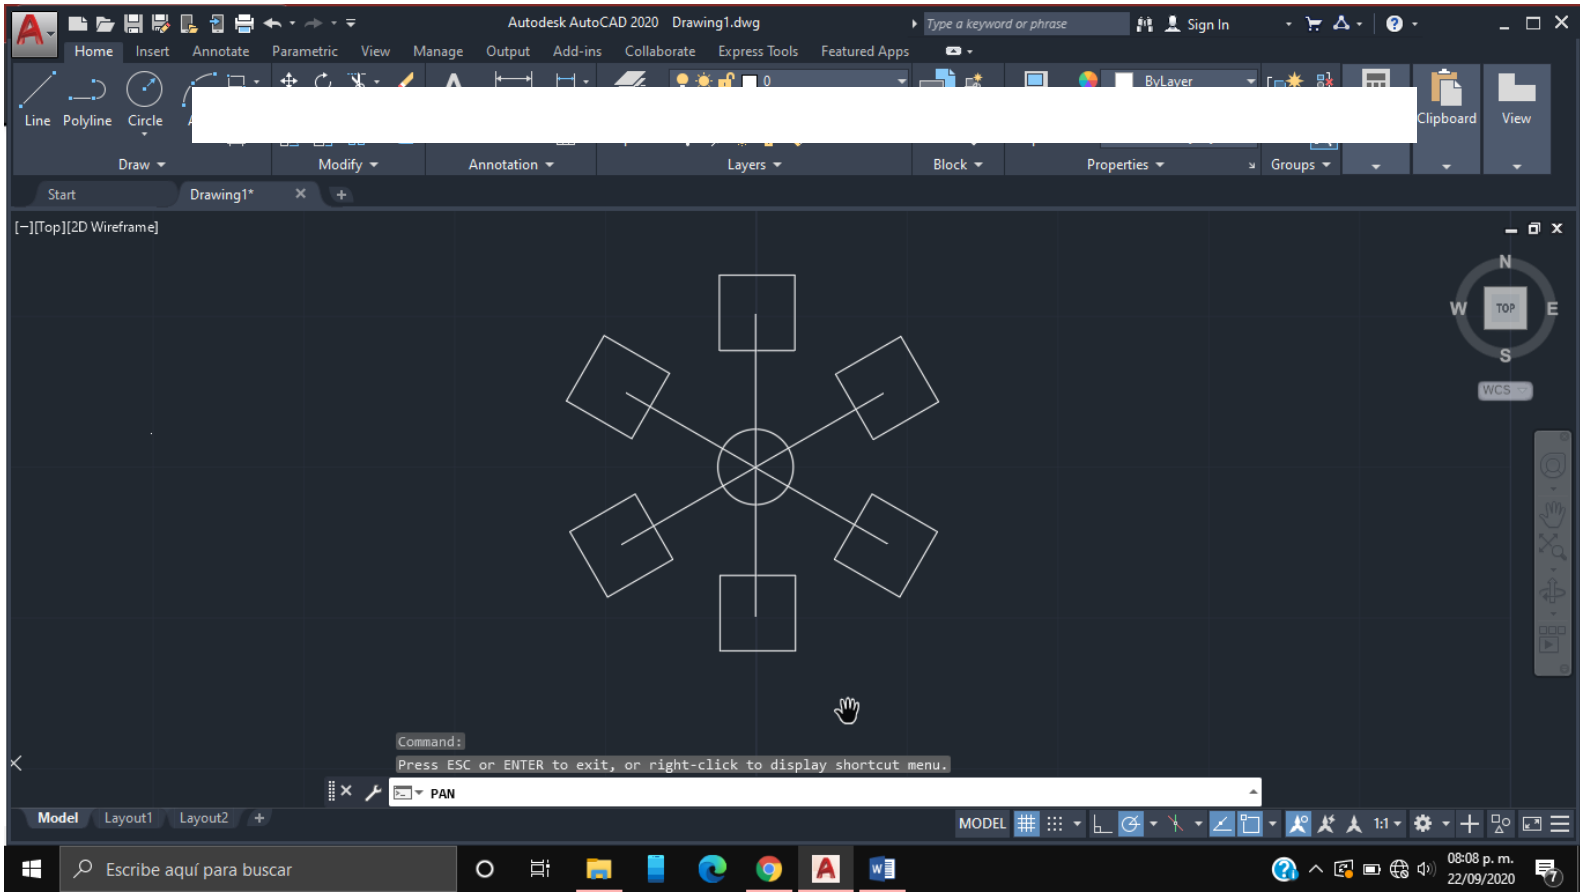 Autodesk AutoCAD 2020 Drawing1.dwg
Type a keyword or phrase
Sign In
Home Insert Annotate Parametric View Manage Output Add-ins Collaborate Express Tools Featured Apps
0
ByLayer
Line Polyline Circle
Clipboard View
Draw Modify Annotation Layers Block Properties Groups
Start Drawing1* +
[−][Top][2D Wireframe]
N
W TOP E
S
WCS
Command:
Press ESC or ENTER to exit, or right-click to display shortcut menu.
PAN
Model Layout1 Layout2 +
MODEL 1:1
Escribe aquí para buscar
08:08 p. m.
22/09/2020
7